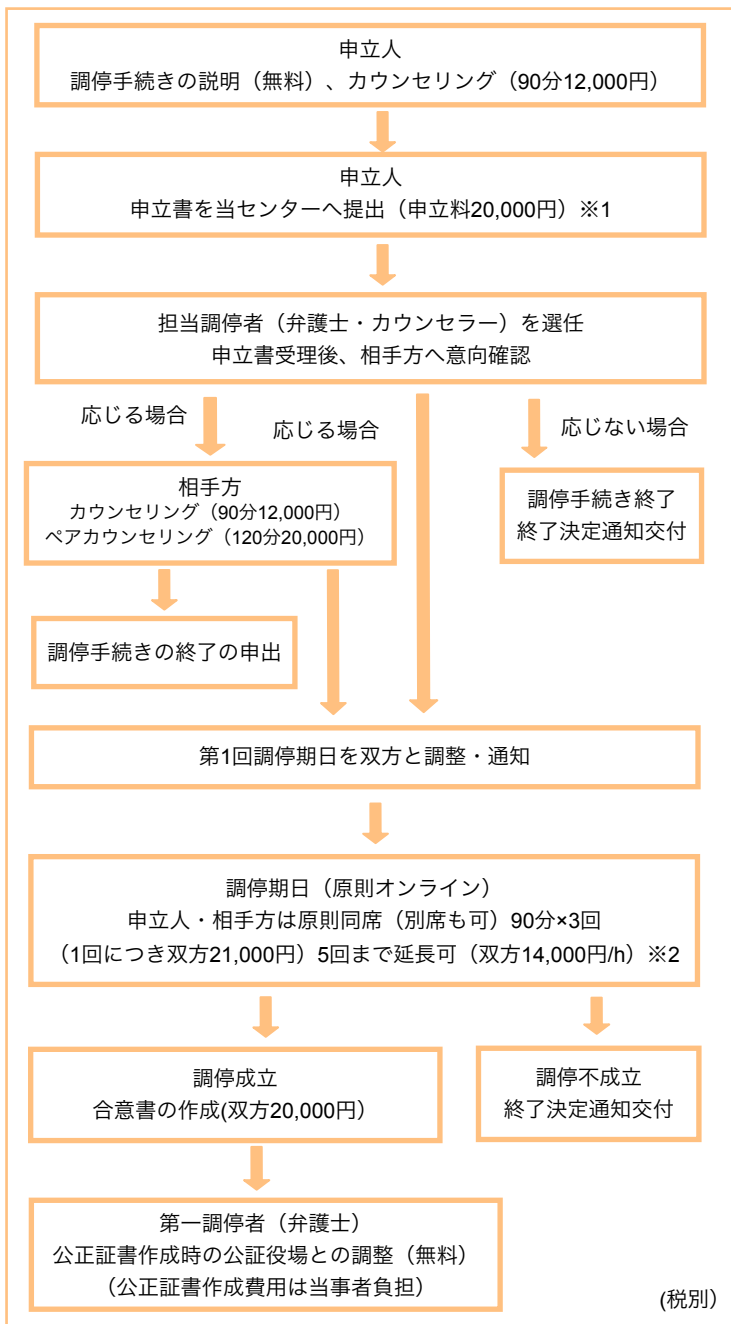 申立人
調停手続きの説明（無料）、カウンセリング（90分12,000円）
申立人
申立書を当センターへ提出（申立料20,000円）※1
担当調停者（弁護士・カウンセラー）を選任
申立書受理後、相手方へ意向確認
応じる場合
応じる場合
応じない場合
相手方
カウンセリング（90分12,000円）
ペアカウンセリング（120分20,000円）
調停手続き終了
終了決定通知交付
調停手続きの終了の申出
第1回調停期日を双方と調整・通知
調停期日（原則オンライン）
申立人・相手方は原則同席（別席も可）90分×3回
（1回につき双方21,000円）5回まで延長可（双方14,000円/h）※2
調停成立
合意書の作成(双方20,000円）
調停不成立
終了決定通知交付
第一調停者（弁護士）
公正証書作成時の公証役場との調整（無料）
（公正証書作成費用は当事者負担）
(税別）